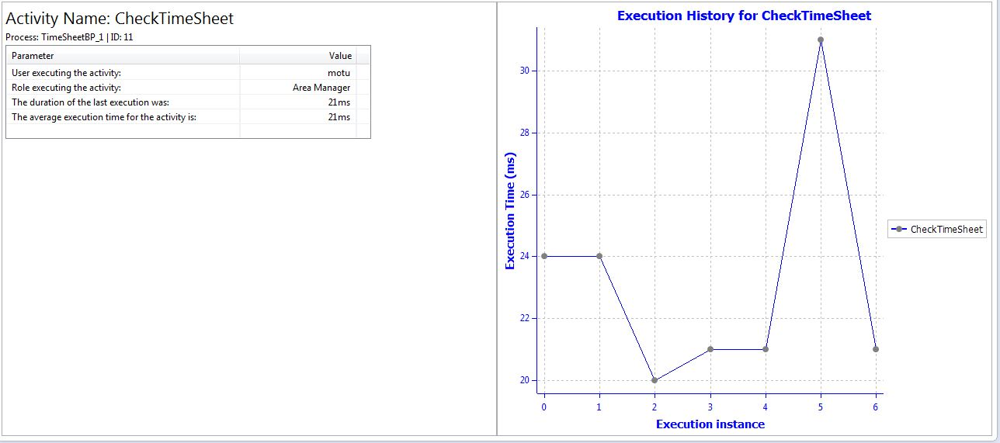 Activity Name: CheckTimeSheet
Process: TimeSheetBP_1 | ID: 11
Parameter Value
User executing the activity: motu
Role executing the activity: Area Manager
The duration of the last execution was: 21ms
The average execution time for the activity is: 21ms
Execution History for CheckTimeSheet
Execution Time (ms)
30
28
26
24
22
20
0 1 2 3 4 5 6
Execution instance
CheckTimeSheet